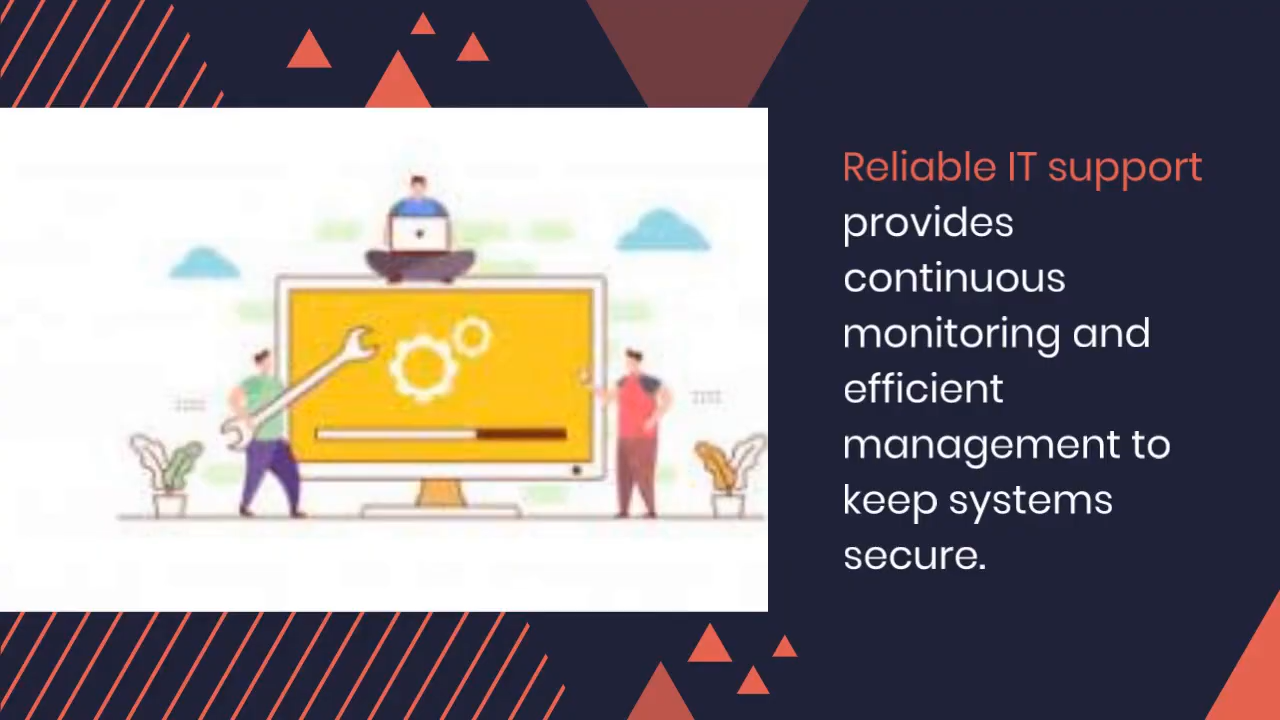 Reliable IT support
provides
continuous
monitoring and
efficient
management to
keep systems
secure.